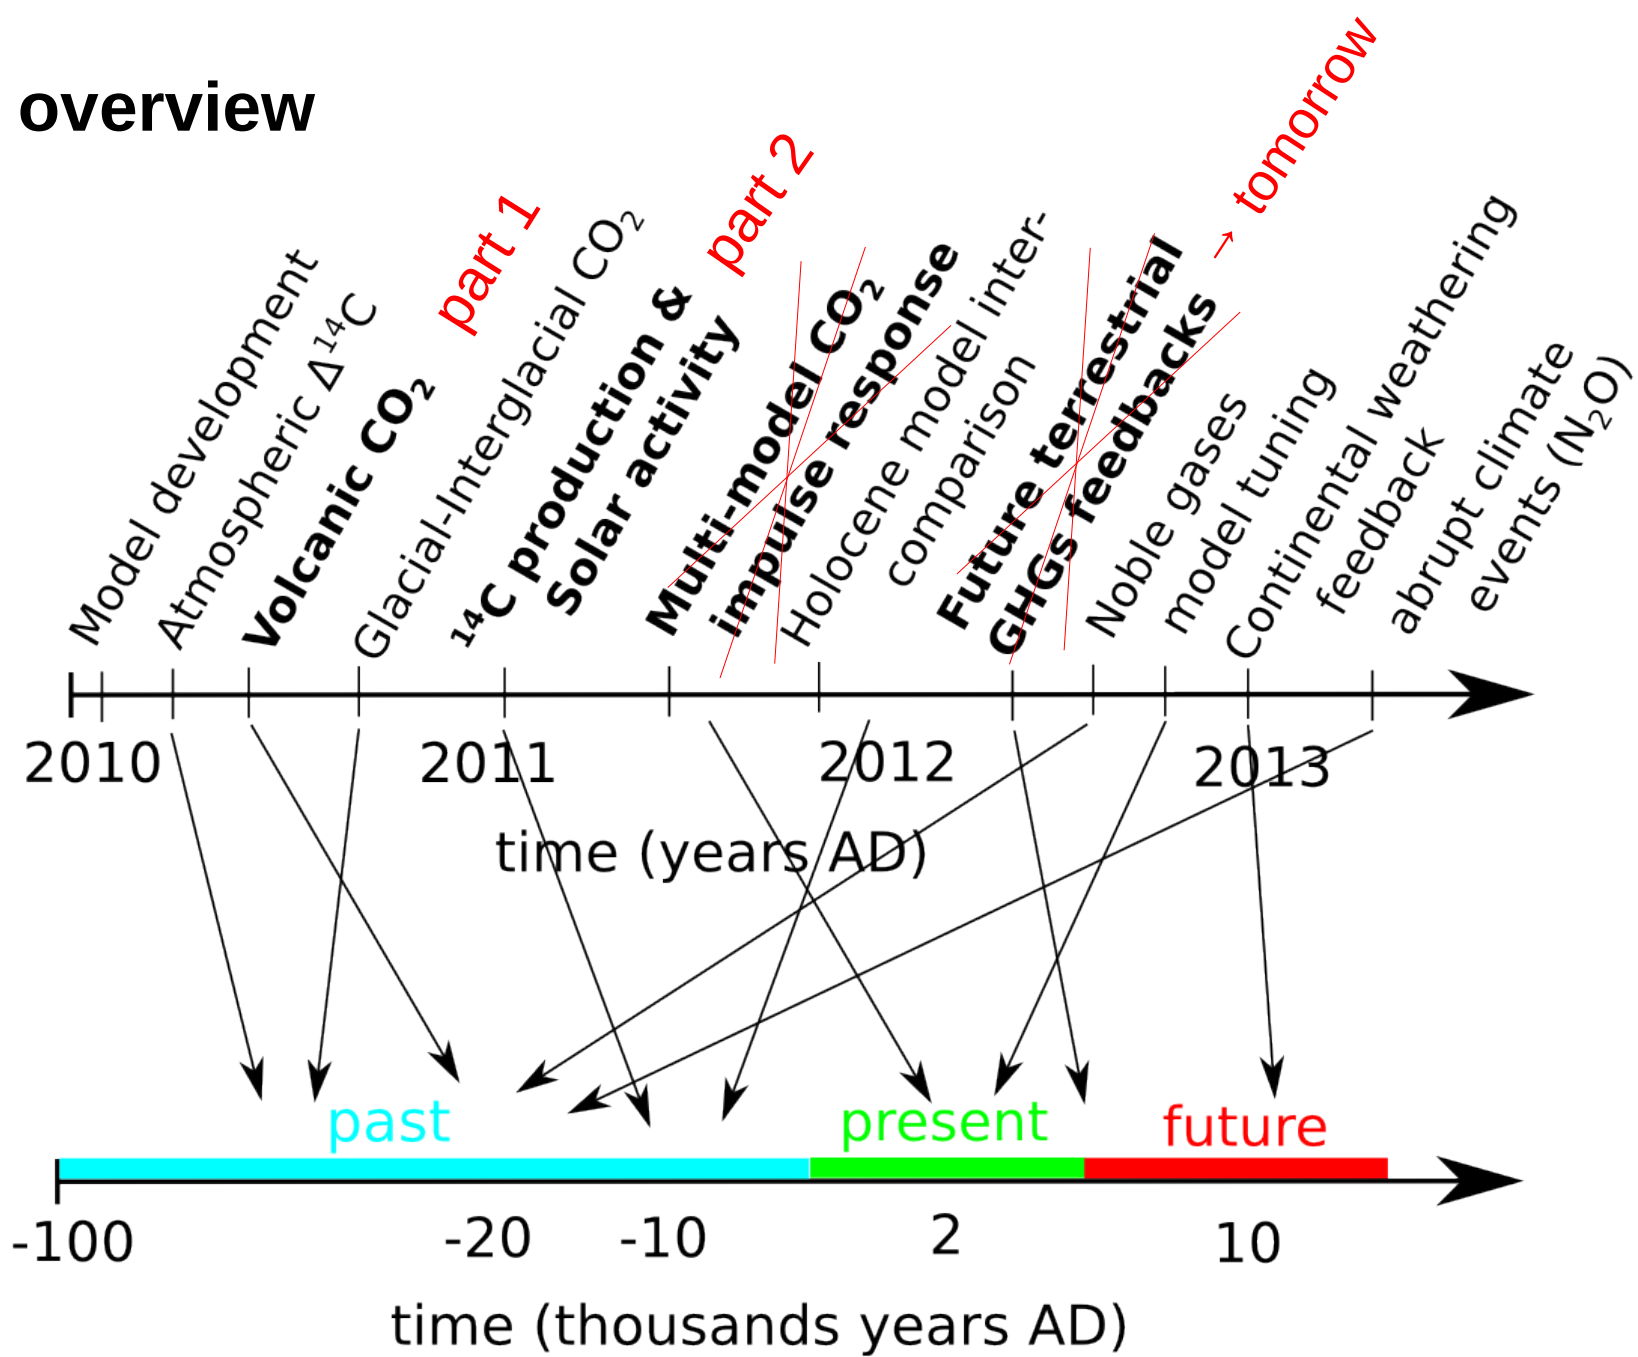 overview
part 1
part 2
→ tomorrow
Model development
Atmospheric Δ¹⁴C
Volcanic CO₂
Glacial-Interglacial CO₂
¹⁴C production &
Solar activity
Multi-model CO₂
impulse response
Holocene model inter-
comparison
Future terrestrial
GHGs feedbacks
Noble gases
model tuning
Continental weathering
feedback
abrupt climate
events (N₂O)
2010
2011
2012
2013
time (years AD)
past
present
future
-100
-20
-10
2
10
time (thousands years AD)